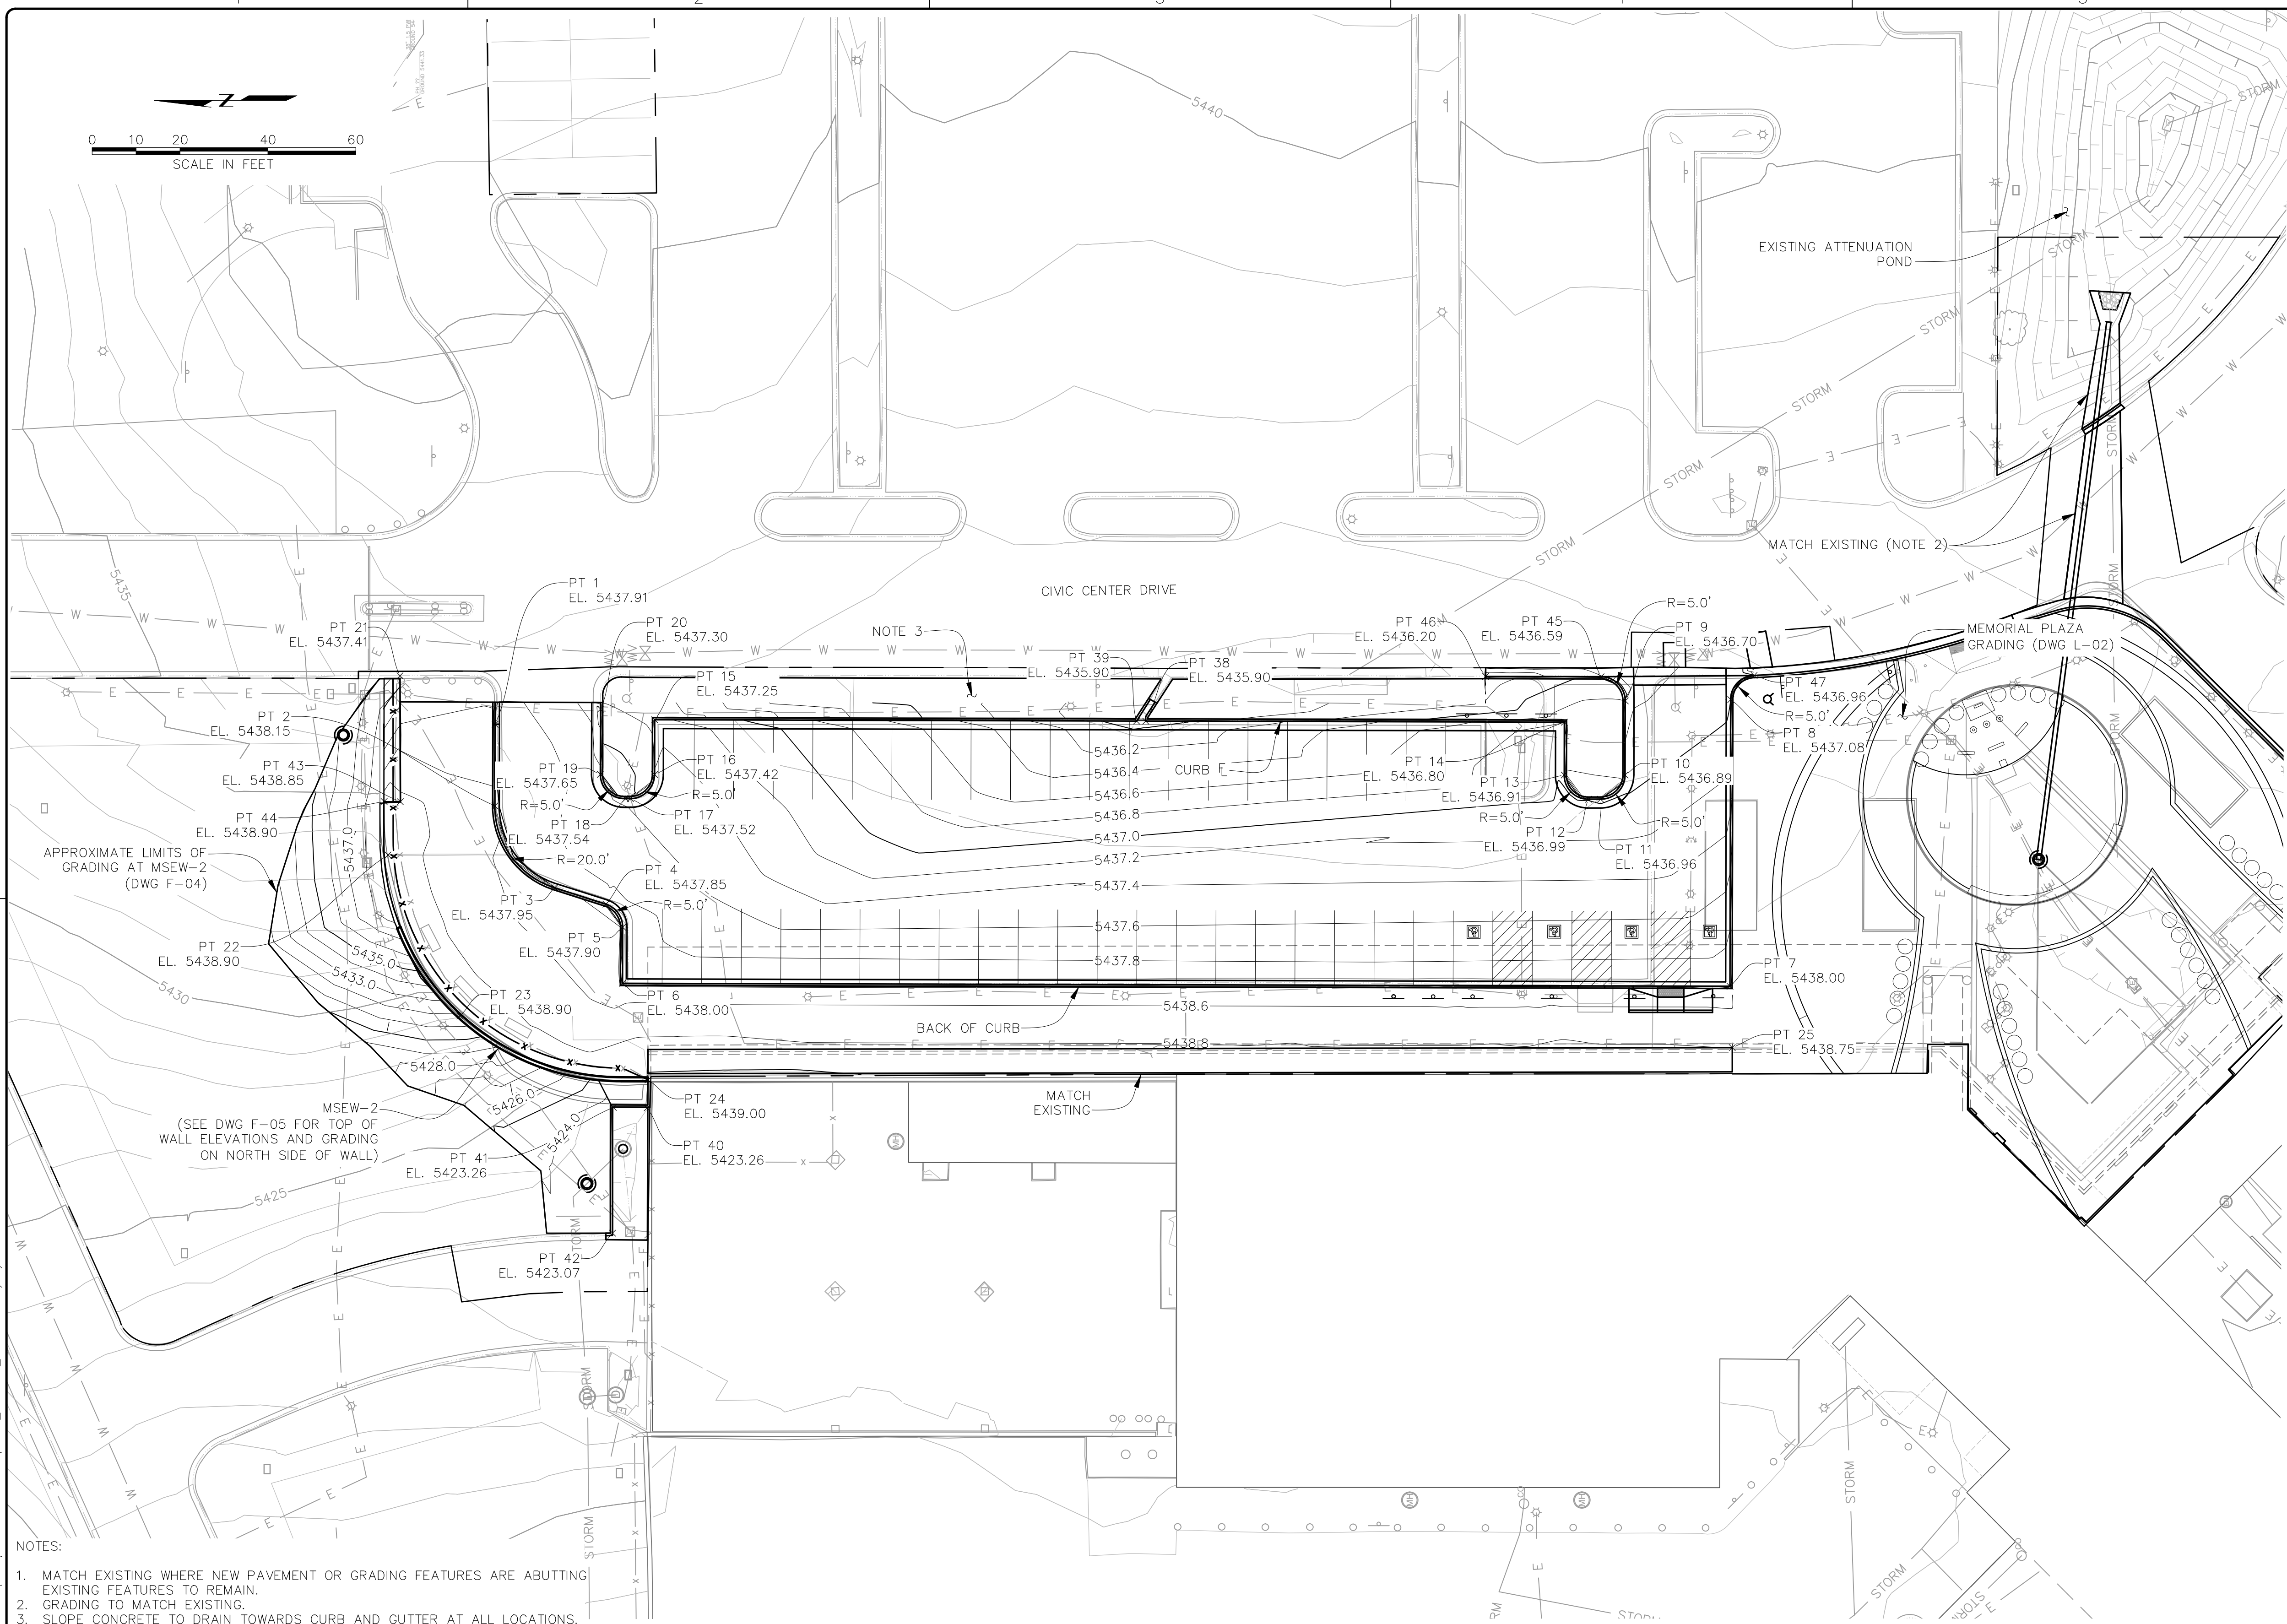 Z
0 10 20 40 60
SCALE IN FEET
5440
STORM
EXISTING ATTENUATION
POND
STORM
STORM
STORM
STORM
STORM
STORM
MATCH EXISTING (NOTE 2)
STORM
CIVIC CENTER DRIVE
5435
PT 1
EL. 5437.91
PT 21
EL. 5437.41
PT 20
EL. 5437.30
NOTE 3
PT 39
EL. 5435.90
PT 38
EL. 5435.90
PT 46
EL. 5436.20
PT 45
EL. 5436.59
R=5.0'
PT 9
EL. 5436.70
MEMORIAL PLAZA
GRADING (DWG L-02)
PT 15
EL. 5437.25
PT 47
EL. 5436.96
R=5.0'
PT 8
EL. 5437.08
STORM
PT 2
EL. 5438.15
PT 43
EL. 5438.85
PT 19
EL. 5437.65
R=5.0'
PT 16
EL. 5437.42
R=5.0'
5436.2
5436.4
CURB FL
5436.6
5436.8
PT 14
EL. 5436.80
PT 13
EL. 5436.91
R=5.0'
PT 10
EL. 5436.89
R=5.0'
PT 44
EL. 5438.90
PT 18
EL. 5437.54
PT 17
EL. 5437.52
PT 12
EL. 5436.99
PT 11
EL. 5436.96
5437.0
5437.0
5437.2
5437.4
APPROXIMATE LIMITS OF
GRADING AT MSEW-2
(DWG F-04)
R=20.0'
PT 4
EL. 5437.85
R=5.0'
PT 3
EL. 5437.95
PT 5
EL. 5437.90
5437.6
5437.8
PT 22
EL. 5438.90
5435.0
5433.0
5430
PT 7
EL. 5438.00
PT 23
EL. 5438.90
PT 6
EL. 5438.00
5438.6
BACK OF CURB
5438.8
PT 25
EL. 5438.75
5428.0
5426.0
5424.0
MSEW-2
(SEE DWG F-05 FOR TOP OF
WALL ELEVATIONS AND GRADING
ON NORTH SIDE OF WALL)
PT 24
EL. 5439.00
MATCH
EXISTING
PT 40
EL. 5423.26
PT 41
EL. 5423.26
5425
PT 42
EL. 5423.07
STORM
STORM
STORM
STORM
STORM
NOTES:
1. MATCH EXISTING WHERE NEW PAVEMENT OR GRADING FEATURES ARE ABUTTING
EXISTING FEATURES TO REMAIN.
2. GRADING TO MATCH EXISTING.
3. SLOPE CONCRETE TO DRAIN TOWARDS CURB AND GUTTER AT ALL LOCATIONS.